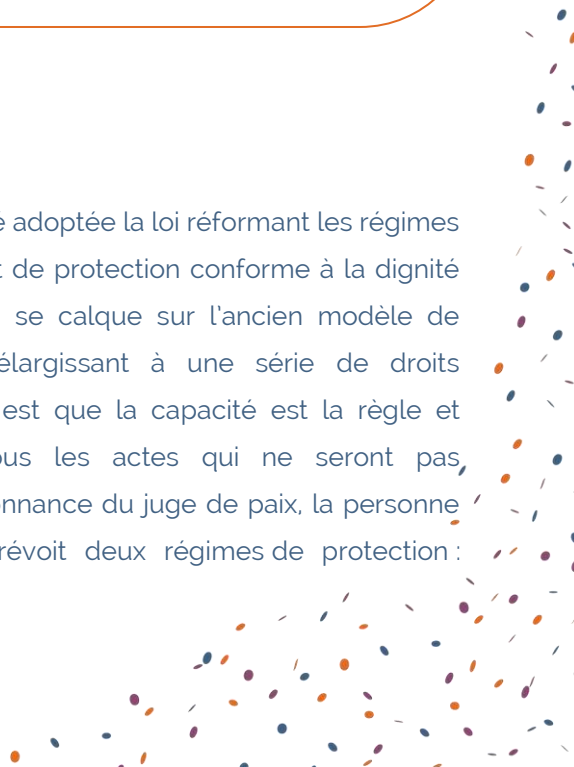 é adoptée la loi réformant les régimes
t de protection conforme à la dignité
se calque sur l'ancien modèle de
élargissant à une série de droits
est que la capacité est la règle et
ous les actes qui ne seront pas
onnance du juge de paix, la personne
révoit deux régimes de protection :